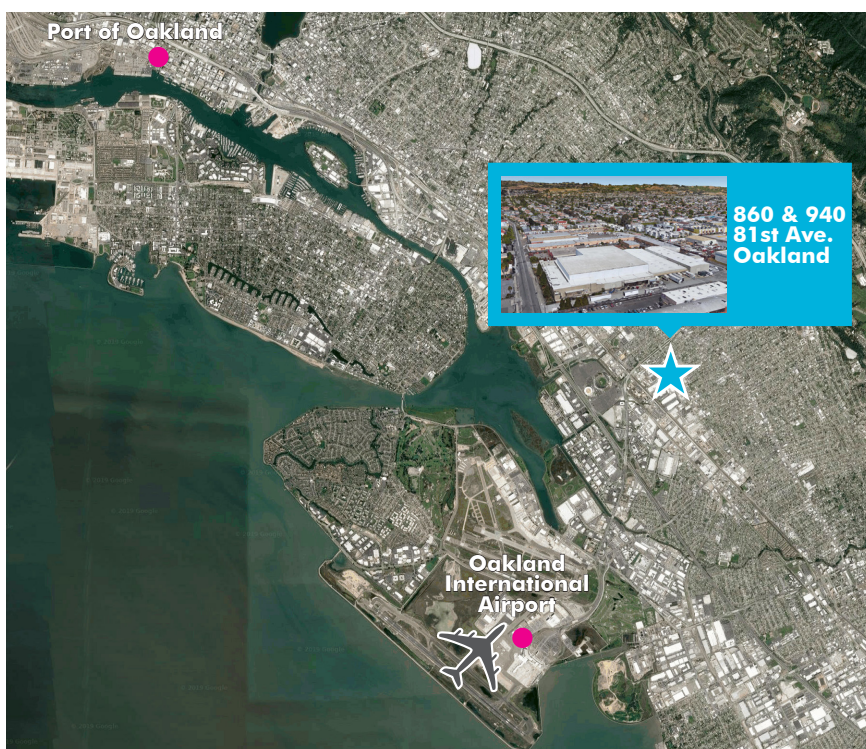 Port of Oakland
860 & 940
81st Ave.
Oakland
Oakland
International
Airport